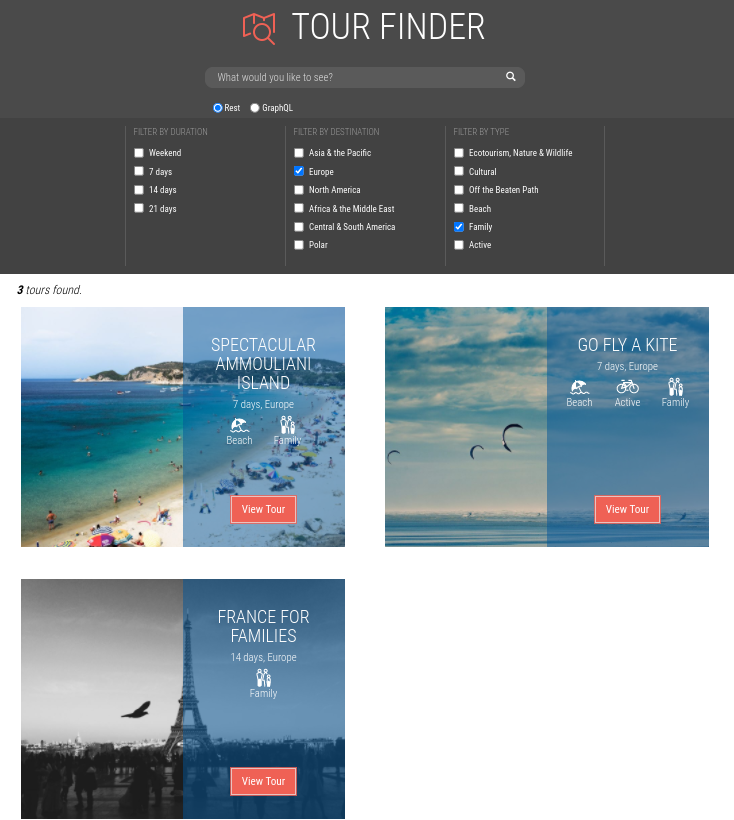 TOUR FINDER
What would you like to see?
Rest
GraphQL
FILTER BY DURATION
Weekend
7 days
14 days
21 days
FILTER BY DESTINATION
Asia & the Pacific
Europe
North America
Africa & the Middle East
Central & South America
Polar
FILTER BY TYPE
Ecotourism, Nature & Wildlife
Cultural
Off the Beaten Path
Beach
Family
Active
3 tours found.
SPECTACULAR
AMMOULIANI
ISLAND
7 days, Europe
Beach
Family
View Tour
GO FLY A KITE
7 days, Europe
Beach
Active
Family
View Tour
FRANCE FOR
FAMILIES
14 days, Europe
Family
View Tour